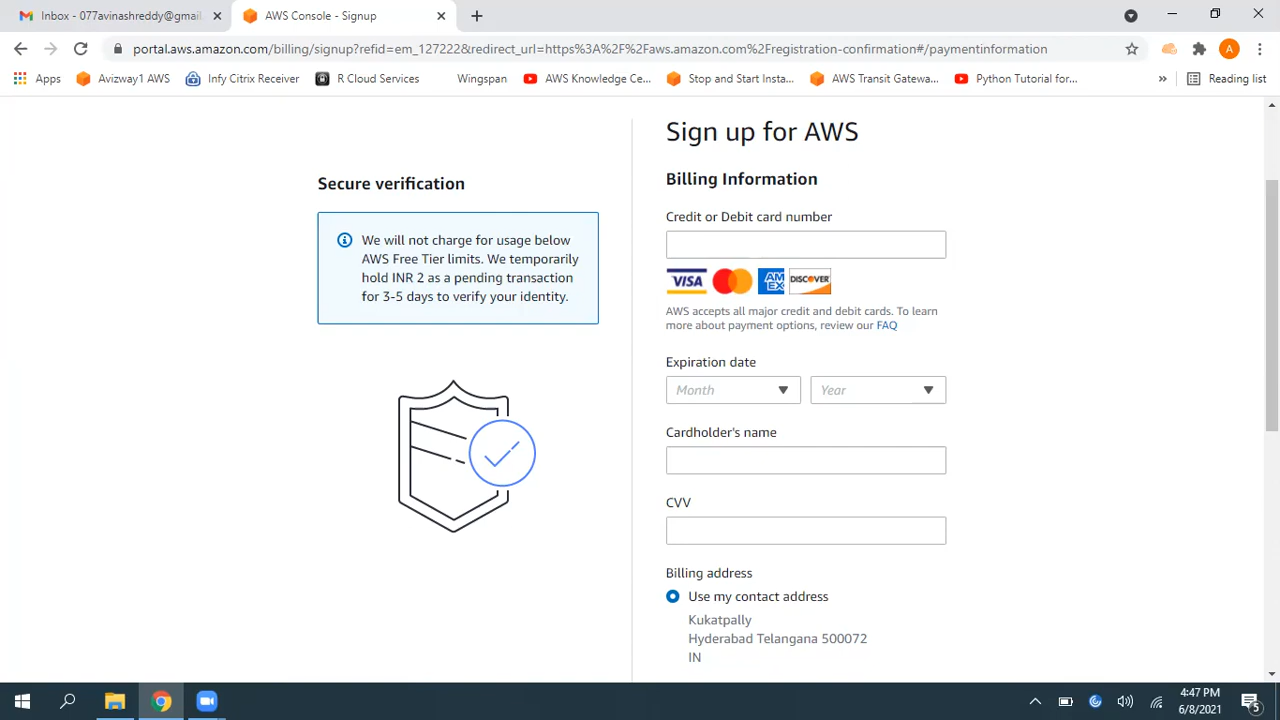 Inbox - 077avinashreddy@gmail.
AWS Console - Signup
portal.aws.amazon.com/billing/signup?refid=em_127222&redirect_url=https%3A%2F%2Faws.amazon.com%2Fregistration-confirmation#/paymentinformation
A
Apps
Avizway1 AWS
Infy Citrix Receiver
R Cloud Services
Wingspan
AWS Knowledge Ce...
Stop and Start Insta...
AWS Transit Gatewa...
Python Tutorial for...
»
Reading list
Sign up for AWS
Secure verification
We will not charge for usage below
AWS Free Tier limits. We temporarily
hold INR 2 as a pending transaction
for 3-5 days to verify your identity.
Billing Information
Credit or Debit card number
VISA
AM
EX
DISCOVER
AWS accepts all major credit and debit cards. To learn
more about payment options, review our FAQ
Expiration date
Month
Year
Cardholder's name
CVV
Billing address
Use my contact address
Kukatpally
Hyderabad Telangana 500072
IN
4:47 PM
6/8/2021
5